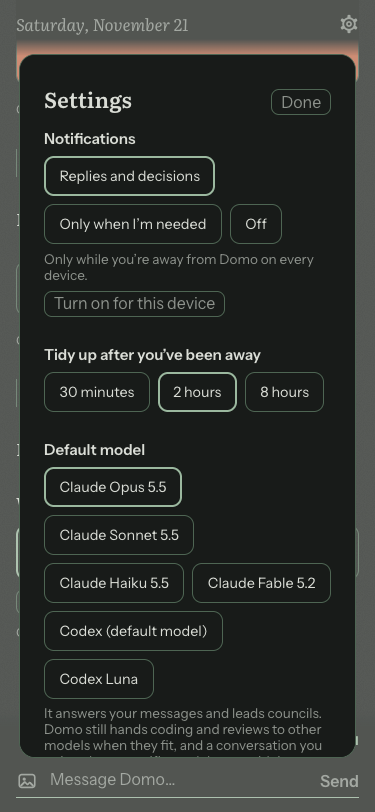 Saturday, November 21
Settings
Done
Notifications
Replies and decisions
Only when I'm needed
Off
Only while you're away from Domo on every
device.
Turn on for this device
Tidy up after you've been away
30 minutes
2 hours
8 hours
Default model
Claude Opus 5.5
Claude Sonnet 5.5
Claude Haiku 5.5
Claude Fable 5.2
Codex (default model)
Codex Luna
It answers your messages and leads councils.
Domo still hands coding and reviews to other
models when they fit, and a conversation you
Message Domo...
Send